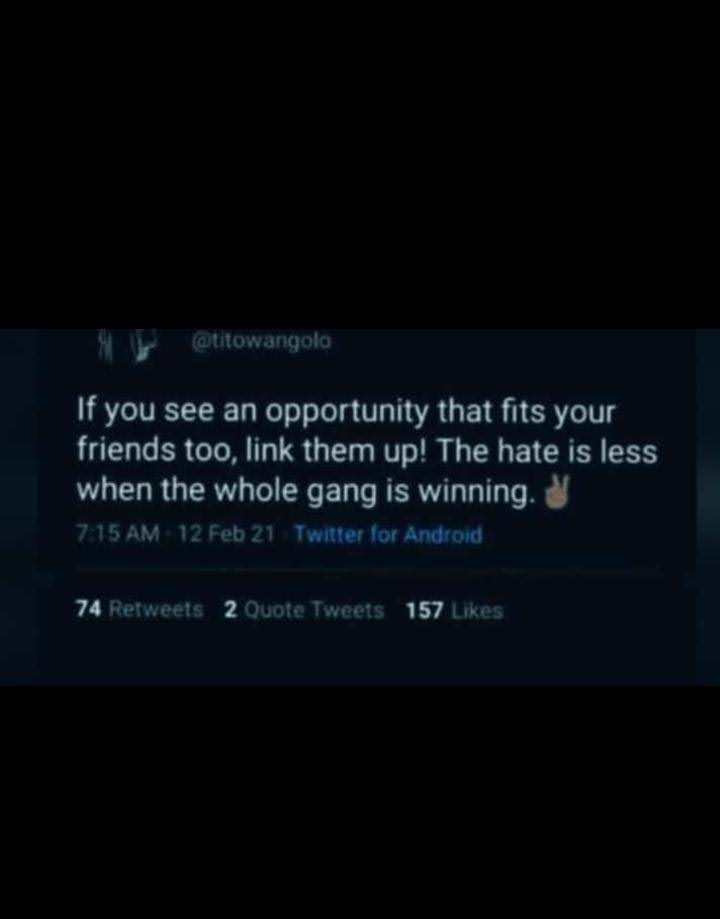 @titowangolo
If you see an opportunity that fits your
friends too, link them up! The hate is less
when the whole gang is winning. ✌🏽
7:15 AM · 12 Feb 21 · Twitter for Android
74 Retweets 2 Quote Tweets 157 Likes